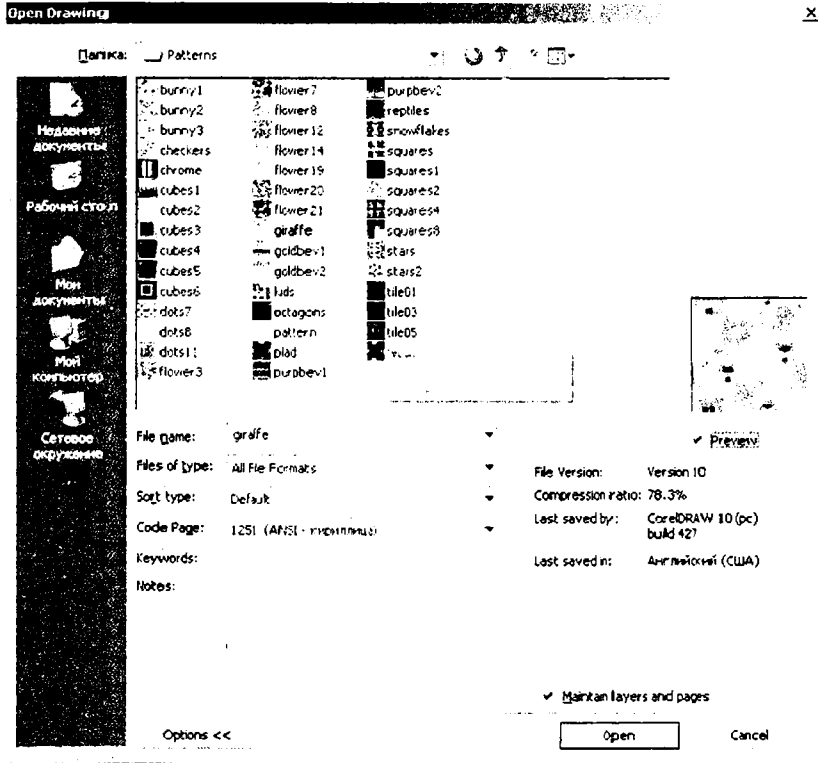 Open Drawing
Папка: Patterns
Недавние документы
Рабочий стол
Мои документы
Мой компьютер
Сетевое окружение
bunny1
bunny2
bunny3
checkers
chrome
cubes1
cubes2
cubes3
cubes4
cubes5
cubes6
dots7
dots8
dots11
flower3
flower7
flower8
flower12
flower14
flower19
flower20
flower21
giraffe
goldbev1
goldbev2
kids
octagons
pattern
plad
purpbev1
purpbev2
reptiles
snowflakes
squares
squares1
squares2
squares4
squares8
stars
stars2
tile01
tile03
tile05
File name: giraffe
Files of type: All File Formats
Sort type: Default
Code Page: 1251 (ANSI - кириллица)
Keywords:
Notes:
Preview
File Version: Version 10
Compression ratio: 78.3%
Last saved by: CorelDRAW 10 (pc)
build 427
Last saved in: Английский (США)
Maintain layers and pages
Options <<
Open
Cancel